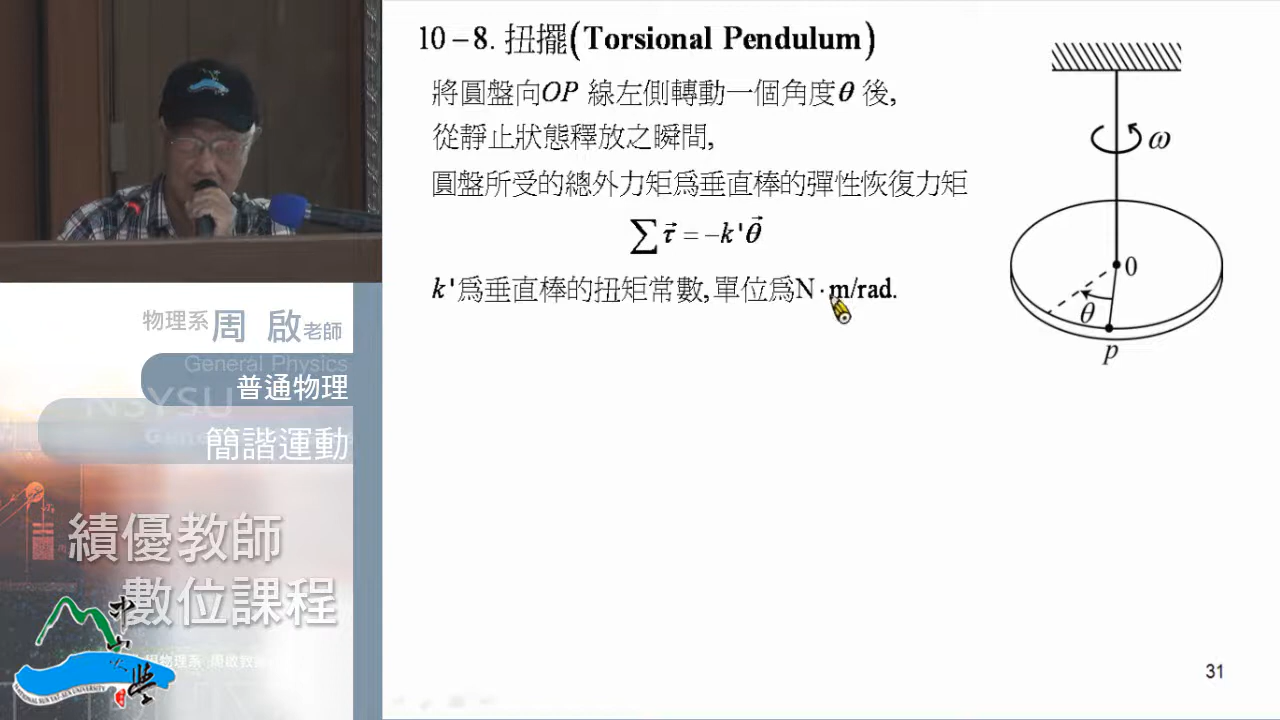 10-8. 扭擺(Torsional Pendulum)
將圓盤向OP 線左側轉動一個角度θ 後,
從靜止狀態釋放之瞬間,
圓盤所受的總外力矩為垂直棒的彈性恢復力矩
∑τ⃗ = -k'θ⃗
k'為垂直棒的扭矩常數,單位為N·m/rad.
ω
0
θ
p
物理系 周 啟 老師
General Physics
普通物理
NSYSU
簡諧運動
績優教師
數位課程
31